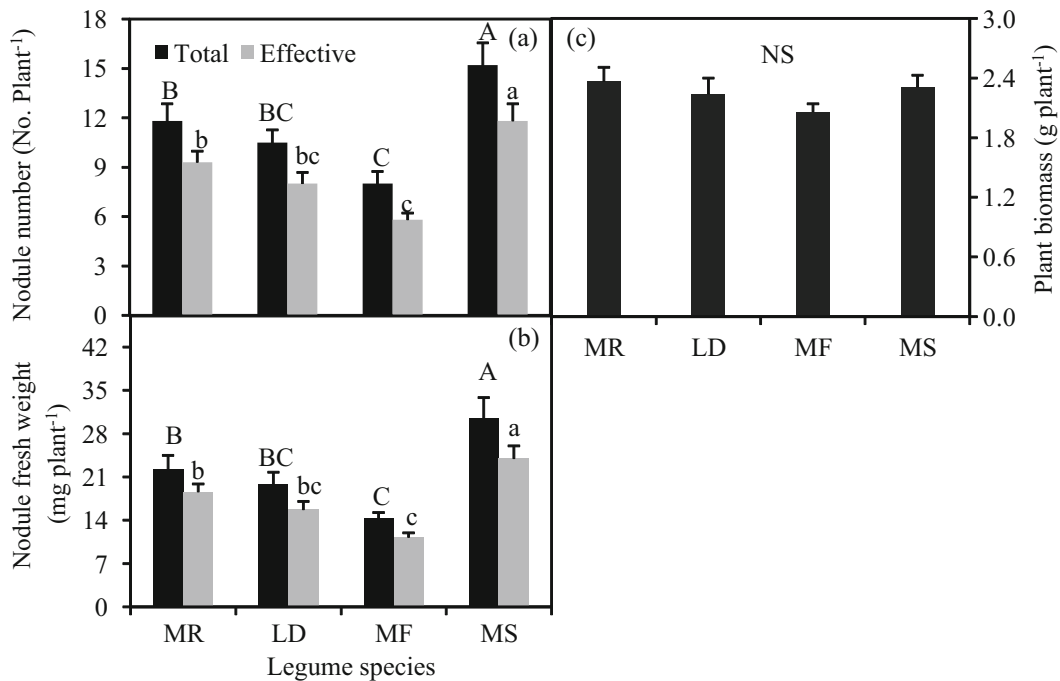 Nodule number (No. Plant⁻¹)
18
15
12
9
6
3
0
Total
Effective
(a)
B
b
BC
bc
C
c
A
a
(c)
NS
3.0
2.4
1.8
1.2
0.6
0.0
Plant biomass (g plant⁻¹)
MR
LD
MF
MS
Nodule fresh weight
(mg plant⁻¹)
42
35
28
21
14
7
0
(b)
B
b
BC
bc
C
c
A
a
MR
LD
MF
MS
Legume species